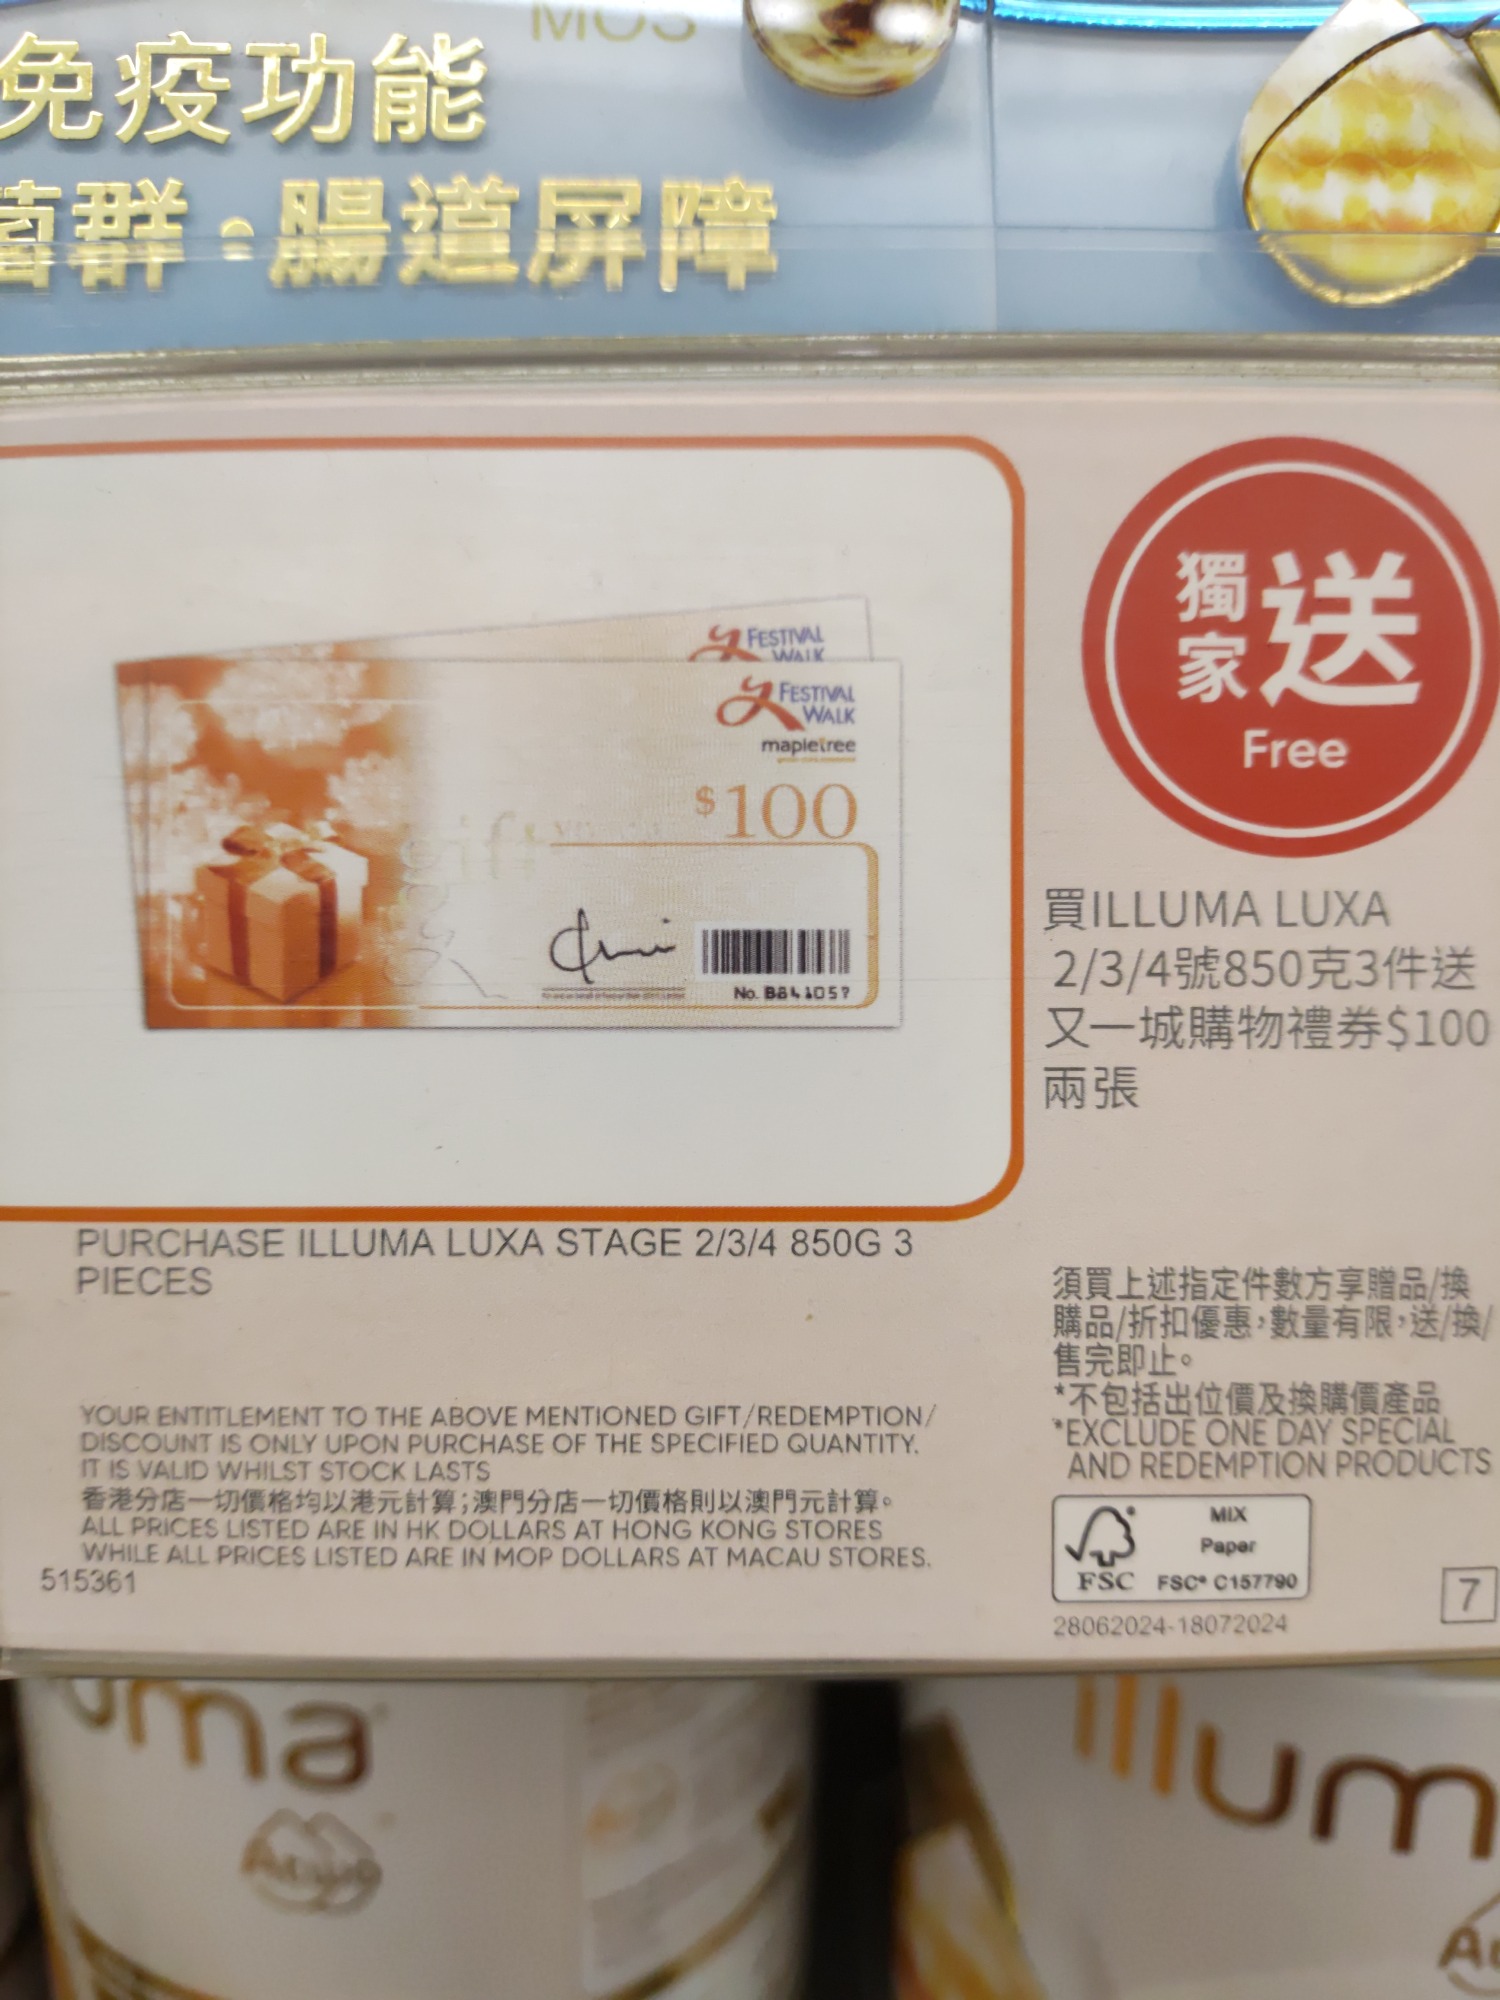 MOS
免疫功能
菌群·腸道屏障
FESTIVAL
WALK
FESTIVAL
WALK
mapletree
$100
gift
No. B841057
獨家送
Free
買ILLUMA LUXA
2/3/4號850克3件送
又一城購物禮券$100
兩張
PURCHASE ILLUMA LUXA STAGE 2/3/4 850G 3
PIECES
須買上述指定件數方享贈品/換
購品/折扣優惠,數量有限,送/換/
售完即止。
*不包括出位價及換購價產品
*EXCLUDE ONE DAY SPECIAL
AND REDEMPTION PRODUCTS
YOUR ENTITLEMENT TO THE ABOVE MENTIONED GIFT/REDEMPTION/
DISCOUNT IS ONLY UPON PURCHASE OF THE SPECIFIED QUANTITY.
IT IS VALID WHILST STOCK LASTS
香港分店一切價格均以港元計算;澳門分店一切價格則以澳門元計算。
ALL PRICES LISTED ARE IN HK DOLLARS AT HONG KONG STORES
WHILE ALL PRICES LISTED ARE IN MOP DOLLARS AT MACAU STORES.
515361
FSC
MIX
Paper
FSC® C157790
28062024-18072024
7
uma
illum